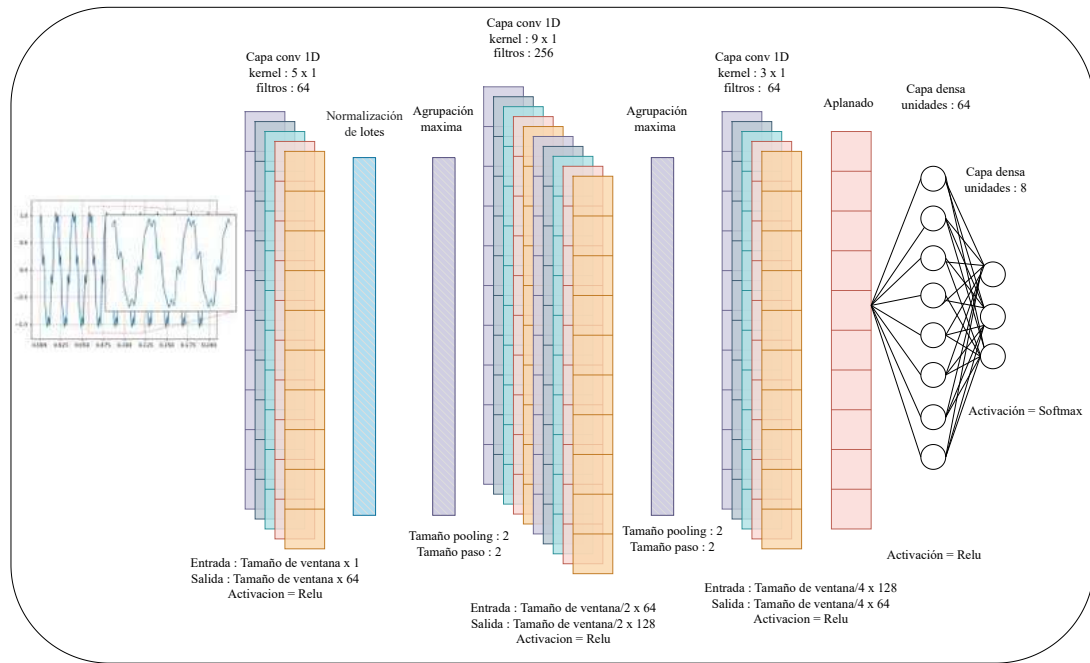 Capa conv 1D
kernel : 5 x 1
filtros : 64
Normalización
de lotes
Agrupación
maxima
Capa conv 1D
kernel : 9 x 1
filtros : 256
Agrupación
maxima
Capa conv 1D
kernel : 3 x 1
filtros : 64
Aplanado
Capa densa
unidades : 64
Capa densa
unidades : 8
Activación = Softmax
Activación = Relu
Tamaño pooling : 2
Tamaño paso : 2
Tamaño pooling : 2
Tamaño paso : 2
Entrada : Tamaño de ventana x 1
Salida : Tamaño de ventana x 64
Activacion = Relu
Entrada : Tamaño de ventana/2 x 64
Salida : Tamaño de ventana/2 x 128
Activacion = Relu
Entrada : Tamaño de ventana/4 x 128
Salida : Tamaño de ventana/4 x 64
Activacion = Relu